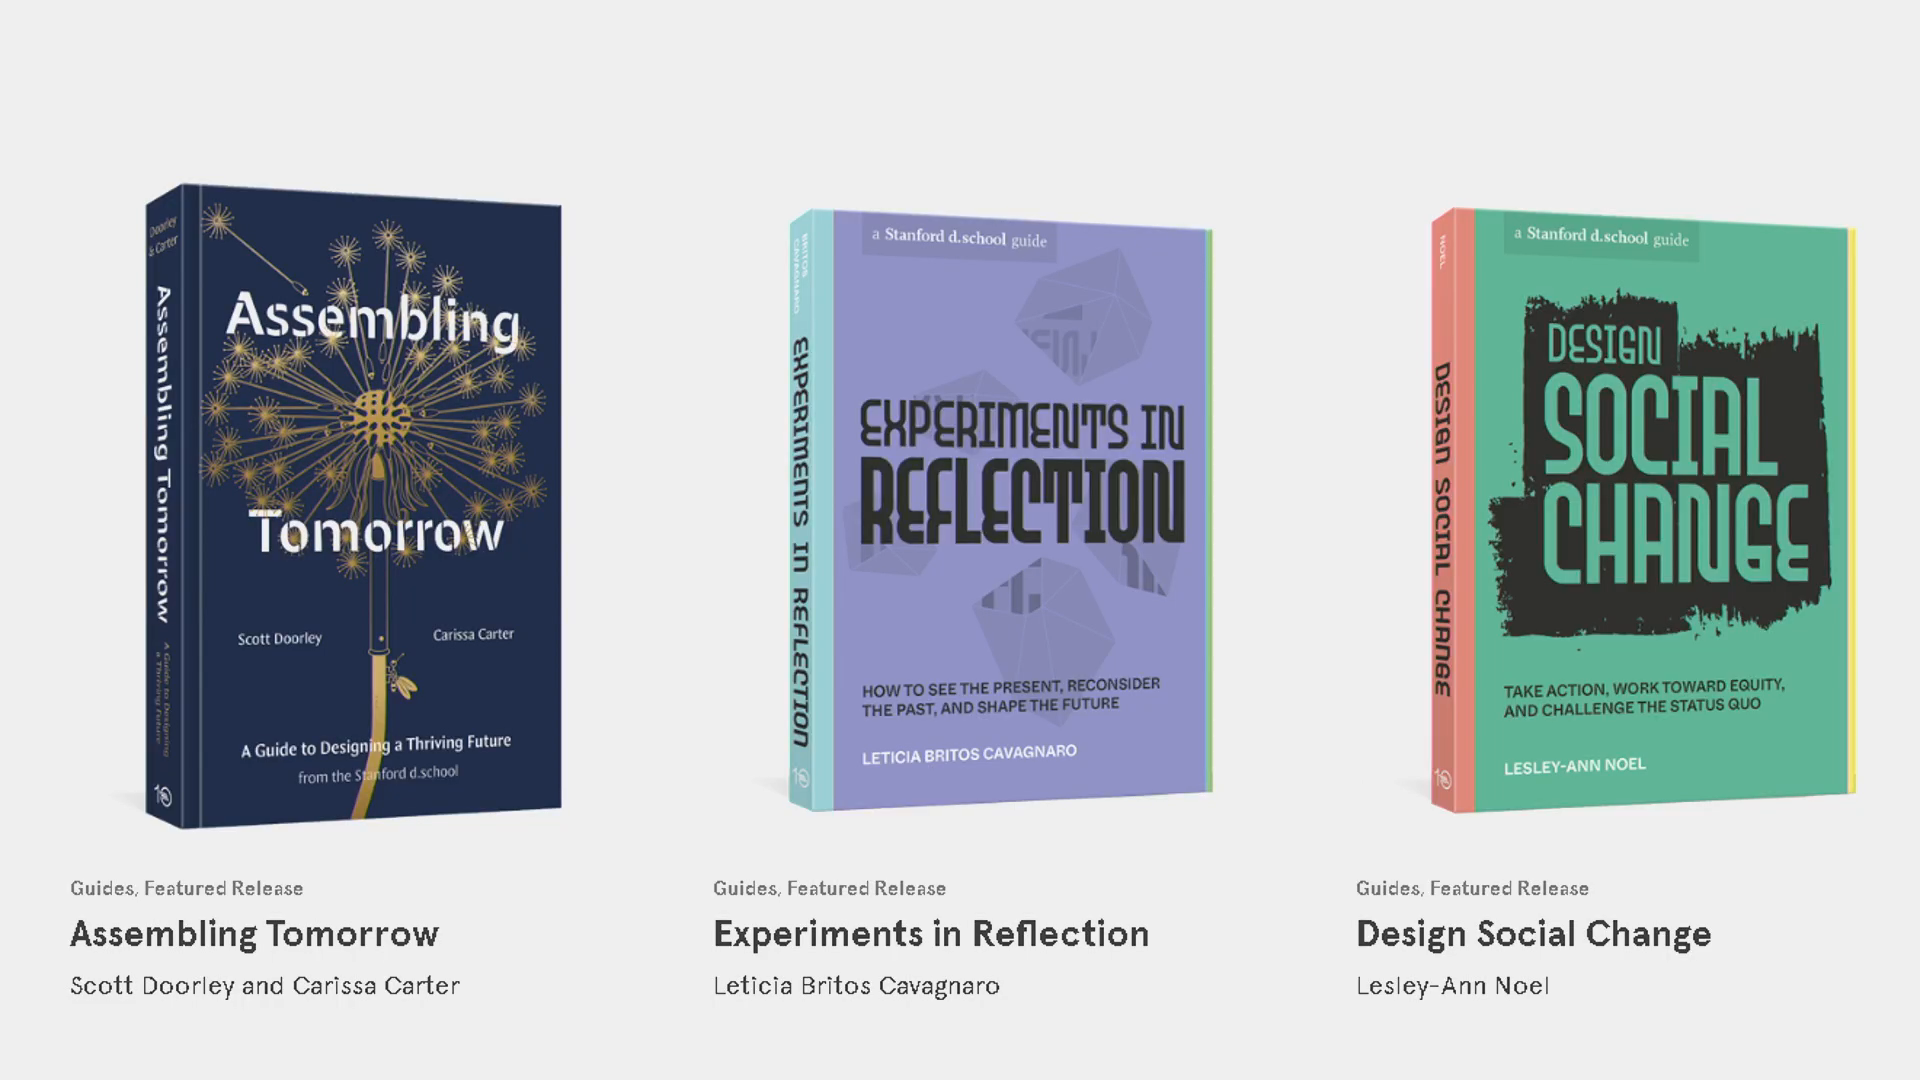 Doorley
& Carter
Assembling Tomorrow
A Guide to Designing
a Thriving Future
Assembling
Tomorrow
Scott Doorley
Carissa Carter
A Guide to Designing a Thriving Future
from the Stanford d.school
Guides, Featured Release
Assembling Tomorrow
Scott Doorley and Carissa Carter
BRITOS
CAVAGNARO
EXPERIMENTS IN REFLECTION
a Stanford d.school guide
EXPERIMENTS IN
REFLECTION
HOW TO SEE THE PRESENT, RECONSIDER
THE PAST, AND SHAPE THE FUTURE
LETICIA BRITOS CAVAGNARO
Guides, Featured Release
Experiments in Reflection
Leticia Britos Cavagnaro
NOEL
DESIGN SOCIAL CHANGE
a Stanford d.school guide
DESIGN
SOCIAL
CHANGE
TAKE ACTION, WORK TOWARD EQUITY,
AND CHALLENGE THE STATUS QUO
LESLEY-ANN NOEL
Guides, Featured Release
Design Social Change
Lesley-Ann Noel